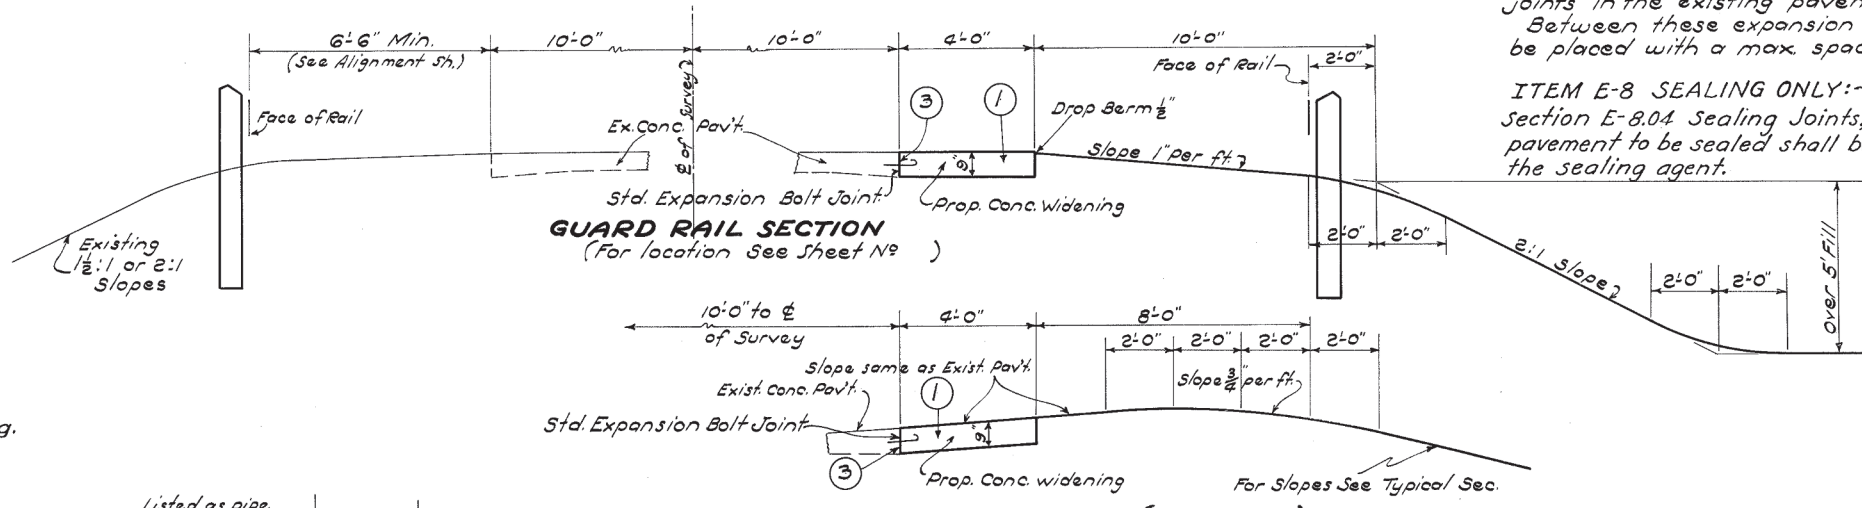 6'-6" Min.
(See Alignment Sh.)
10'-0"
10'-0"
4'-0"
10'-0"
2'-0"
Face of Rail
℄ of Survey
Face of Rail
Ex. Conc. Pav't.
3
1
Drop Berm ½"
9"
Slope 1" per ft.
Std. Expansion Bolt Joint
Prop. Conc. Widening
GUARD RAIL SECTION
(For location See Sheet Nº )
Existing
1½:1 or 2:1
Slopes
2'-0"
2'-0"
2:1 Slope
2'-0"
2'-0"
Over 5' Fill
joints in the existing
Between these expansion
be placed with a max.
ITEM E-8 SEALING ONLY:-
section E-8.04 Sealing Joints,
pavement to be sealed shall
the sealing agent.
10'-0" to ℄
of Survey
4'-0"
8'-0"
2'-0"
2'-0"
2'-0"
2'-0"
Slope same as Exist. Pav't.
Exist. Conc. Pav't.
Slope ¾" per ft.
1
Std. Expansion Bolt Joint
9"
3
Prop. Conc. widening
For Slopes See Typical Sec.
Listed as pipe